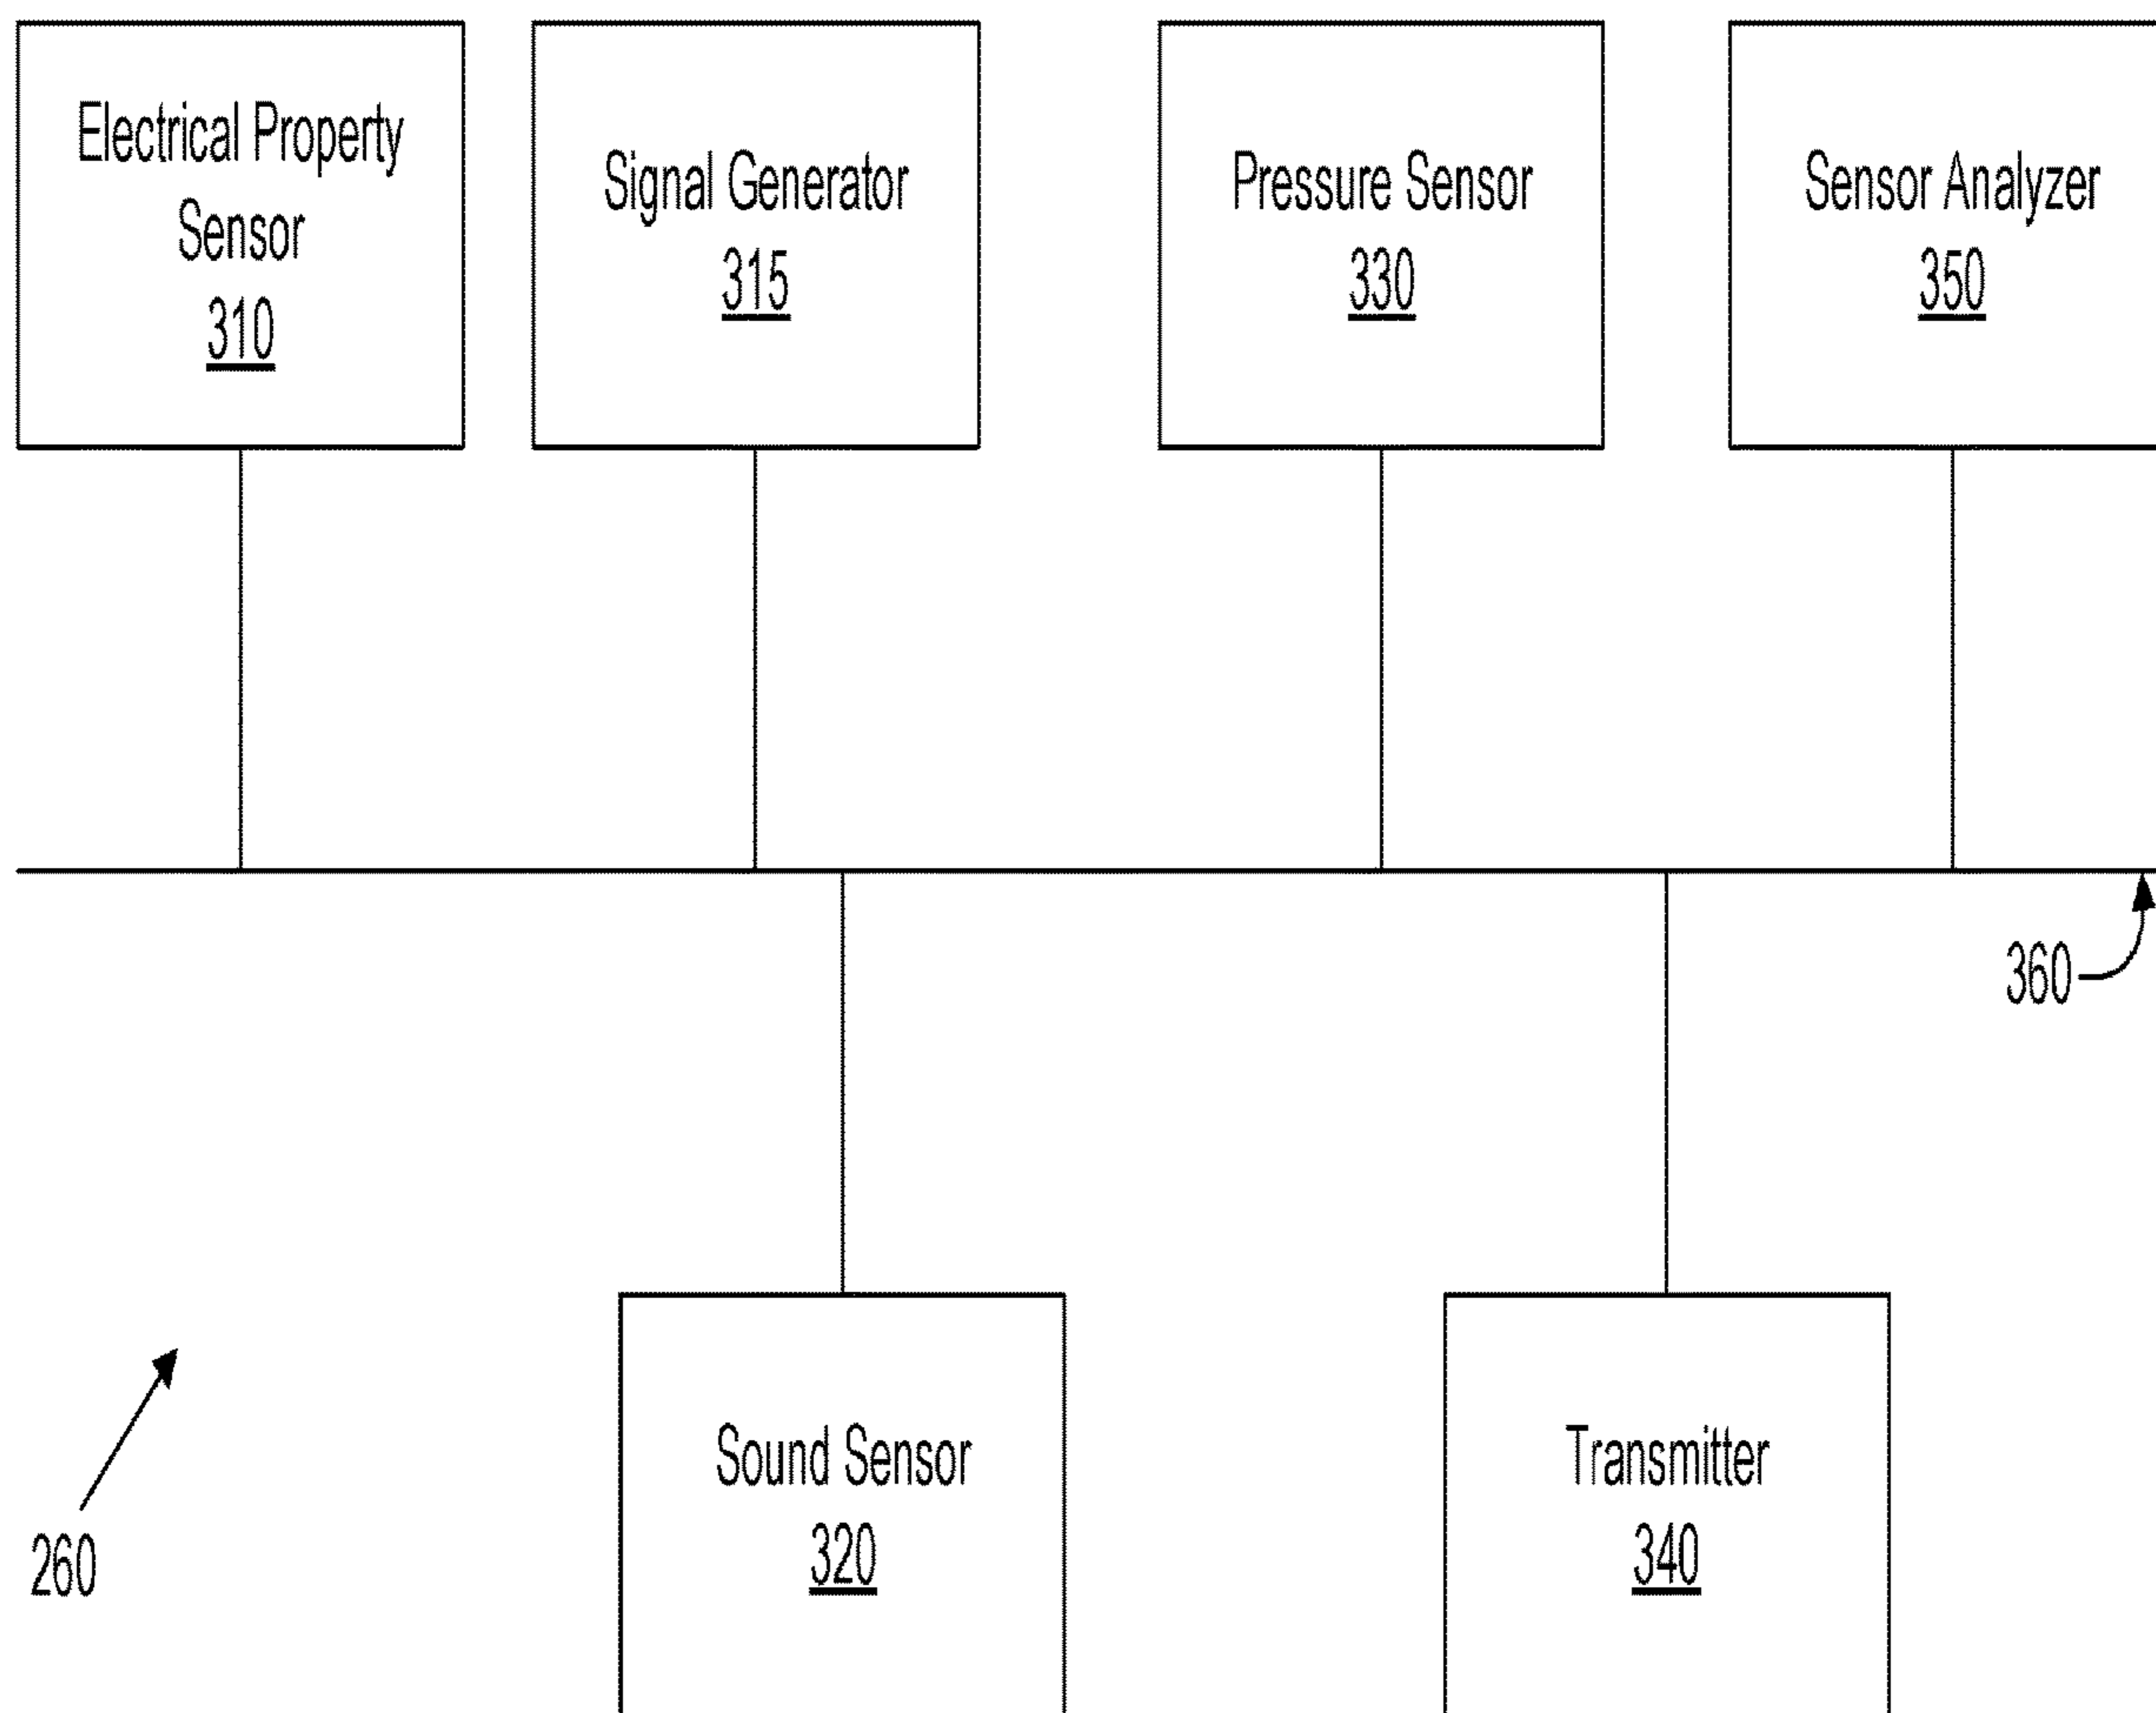 Electrical Property
Sensor
310
Signal Generator
315
Pressure Sensor
330
Sensor Analyzer
350
360
Sound Sensor
320
Transmitter
340
260